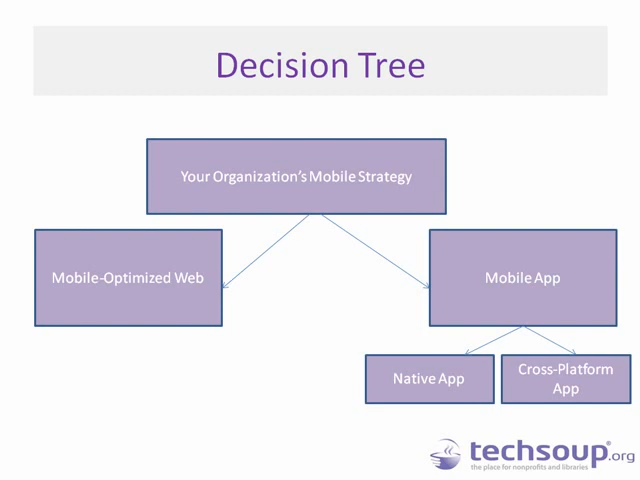 Decision Tree
Your Organization's Mobile Strategy
Mobile-Optimized Web
Mobile App
Native App
Cross-Platform
App
techsoup®.org
the place for nonprofits and libraries